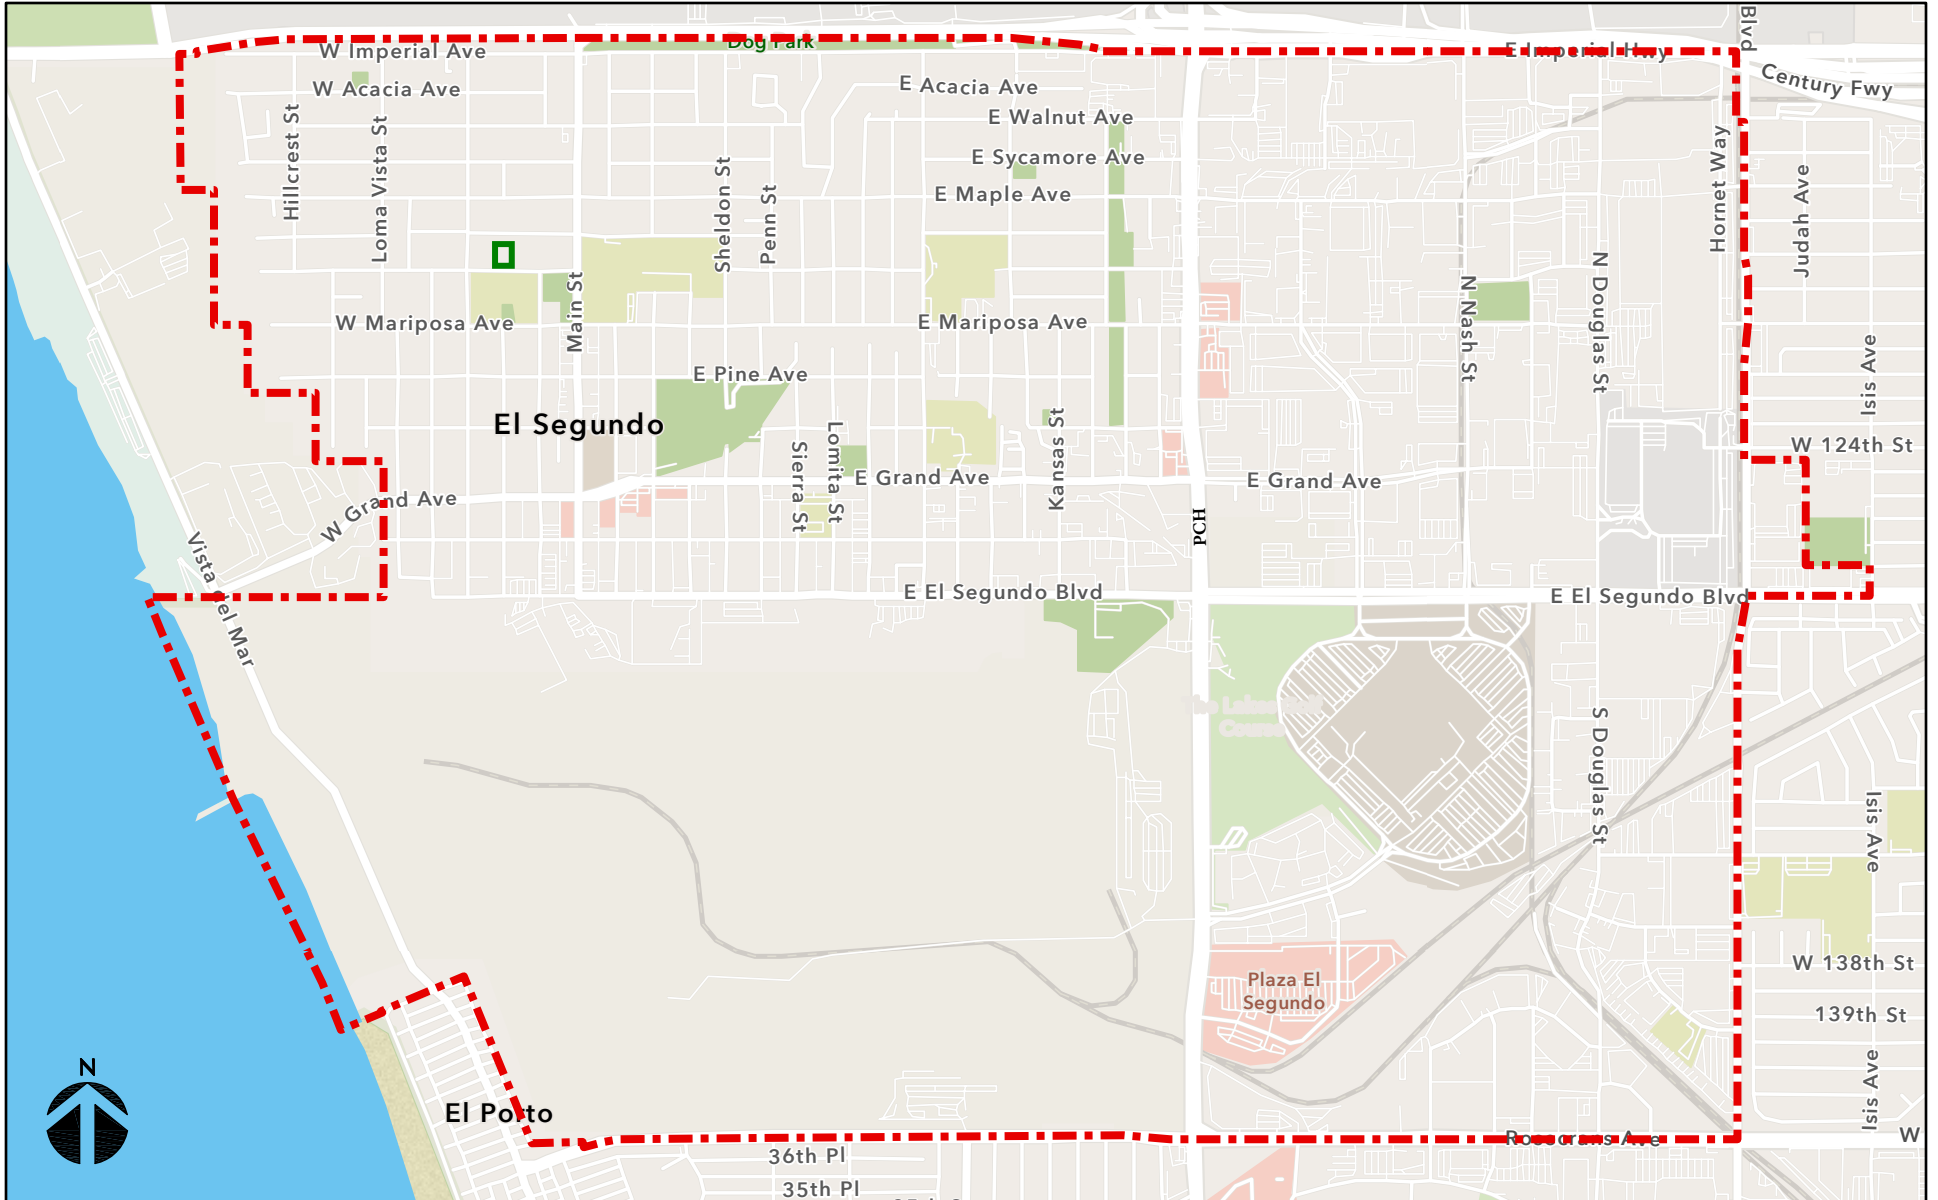 Dog Park
W Imperial Ave
E Imperial Hwy
Blvd
Century Fwy
W Acacia Ave
E Acacia Ave
E Walnut Ave
E Sycamore Ave
E Maple Ave
Hillcrest St
Loma Vista St
Sheldon St
Penn St
Hornet Way
Judah Ave
Main St
W Mariposa Ave
E Mariposa Ave
N Nash St
N Douglas St
Isis Ave
E Pine Ave
El Segundo
Kansas St
W 124th St
Sierra St
Lomita St
E Grand Ave
E Grand Ave
W Grand Ave
PCH
Vista del Mar
E El Segundo Blvd
E El Segundo Blvd
The Lakes Golf
Course
S Douglas St
Isis Ave
W 138th St
Plaza El
Segundo
139th St
Isis Ave
N
El Porto
Rosecrans Ave
W
36th Pl
35th Pl